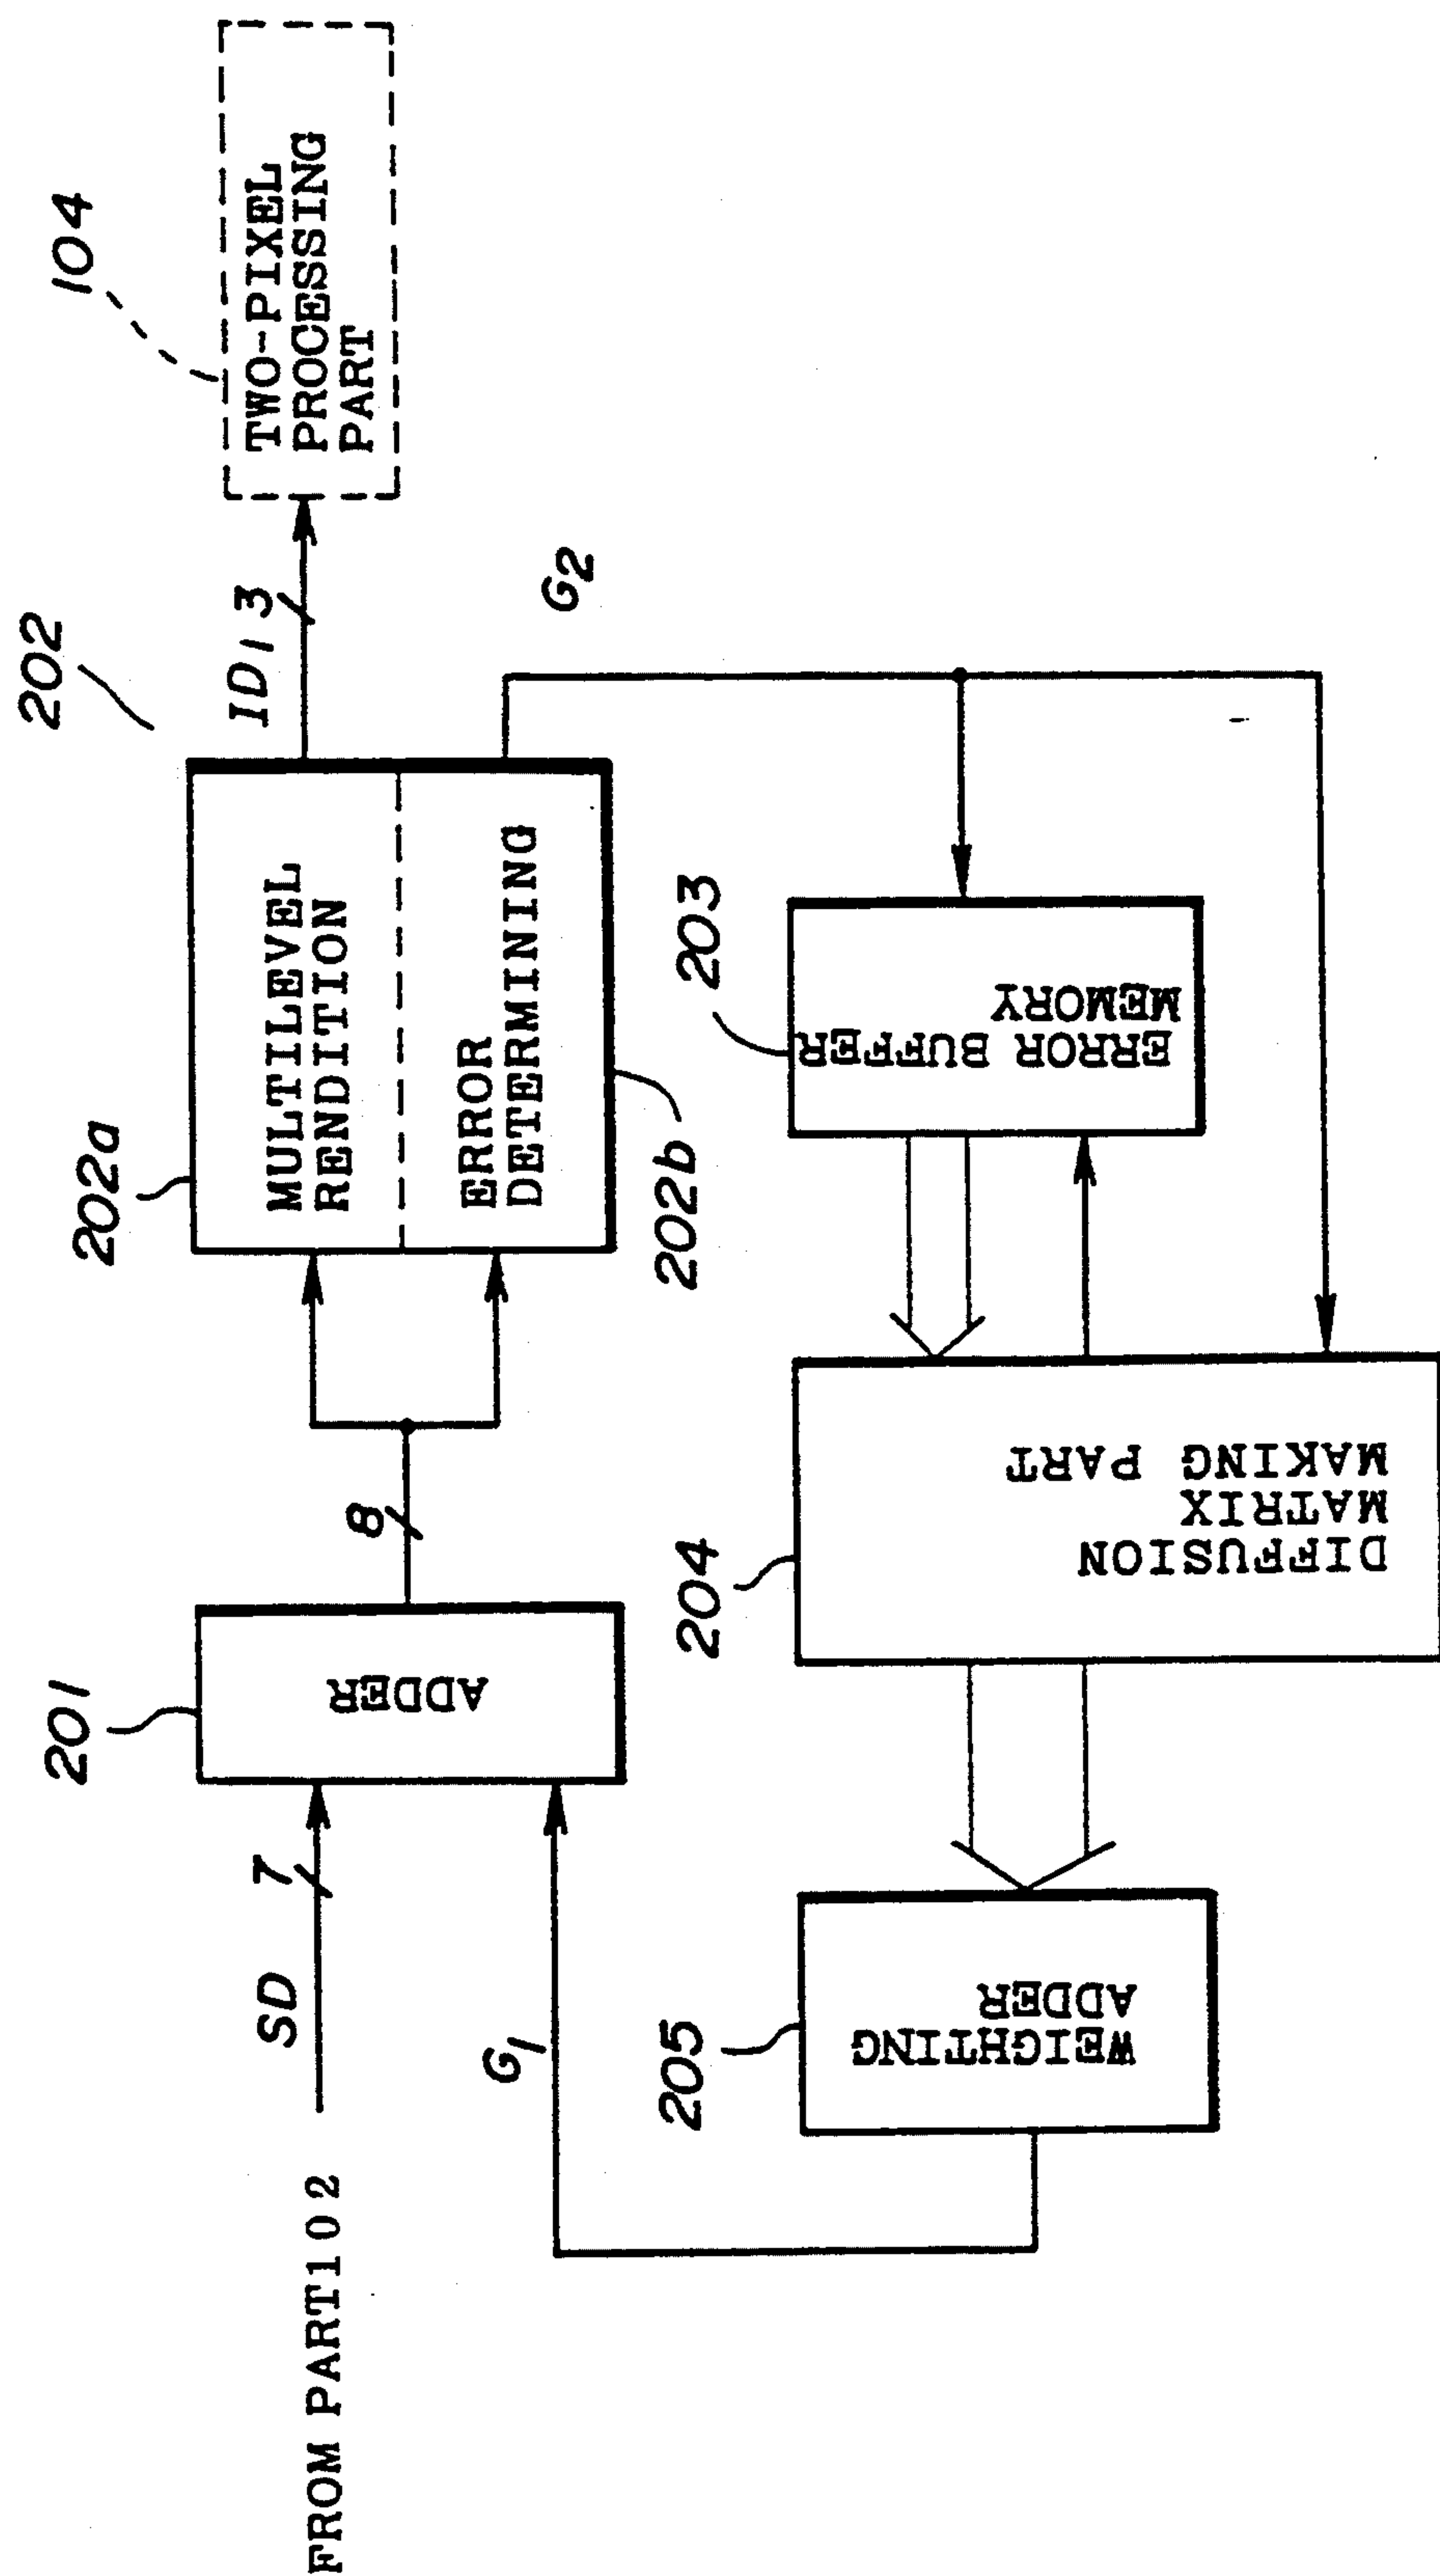 202
104
ID1 3
TWO-PIXEL
PROCESSING
PART
202a
MULTILEVEL
RENDITION
ERROR
DETERMINING
202b
G2
201
8
ADDER
FROM PART102
SD 7
G1
203
ERROR BUFFER
MEMORY
204
DIFFUSION
MATRIX
MAKING PART
205
WEIGHTING
ADDER